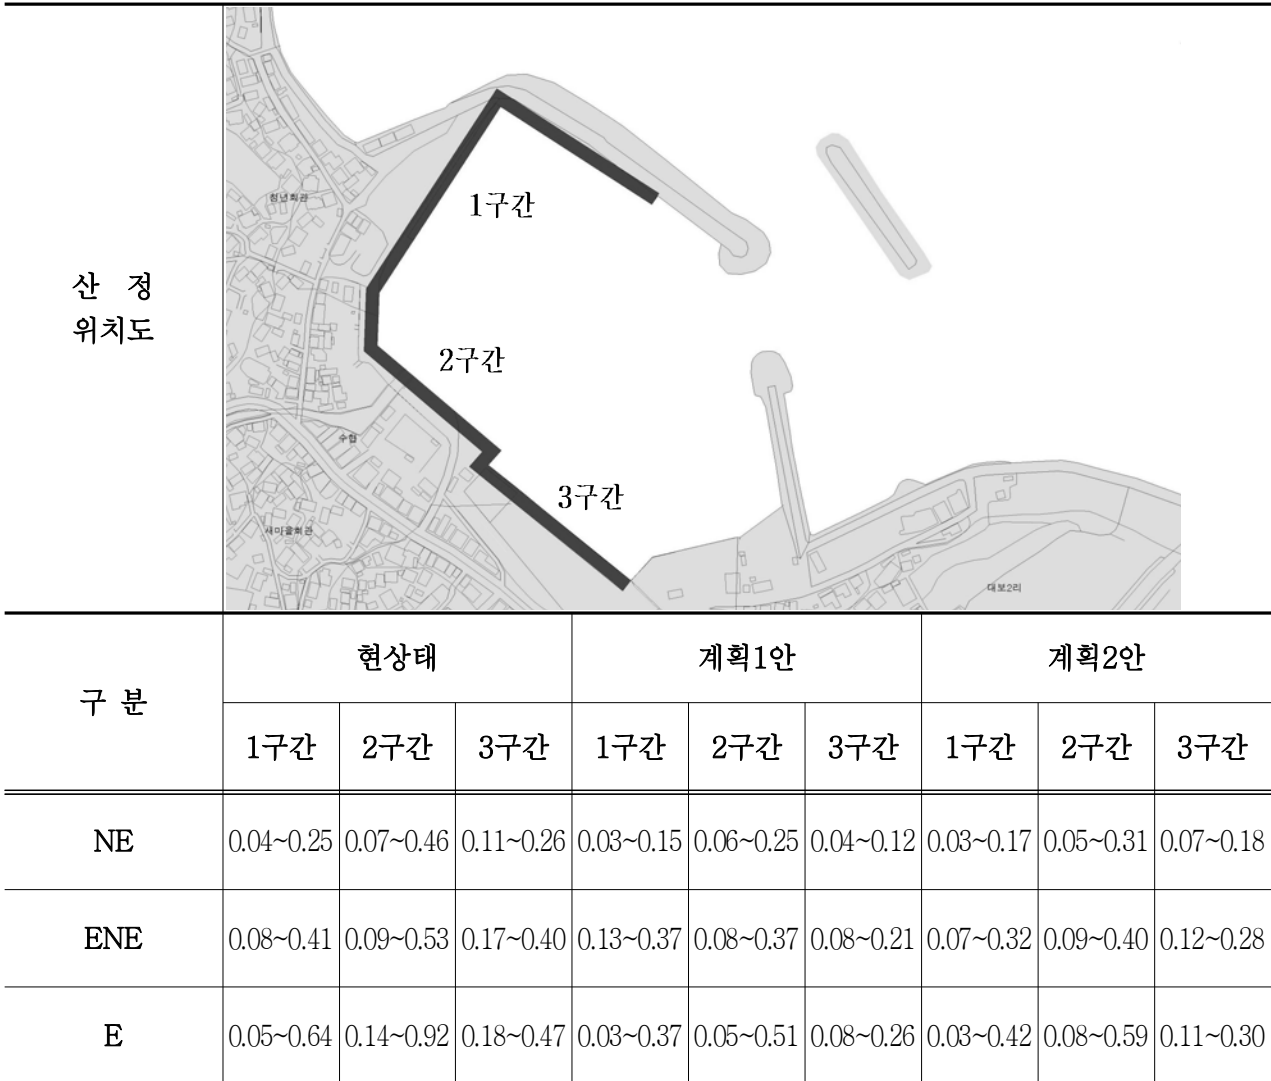 산 정
위치도
청년회관
1구간
2구간
수협
3구간
새마을회관
대보2리
구 분
현상태
계획1안
계획2안
1구간 2구간 3구간 1구간 2구간 3구간 1구간 2구간 3구간
NE 0.04~0.25 0.07~0.46 0.11~0.26 0.03~0.15 0.06~0.25 0.04~0.12 0.03~0.17 0.05~0.31 0.07~0.18
ENE 0.08~0.41 0.09~0.53 0.17~0.40 0.13~0.37 0.08~0.37 0.08~0.21 0.07~0.32 0.09~0.40 0.12~0.28
E 0.05~0.64 0.14~0.92 0.18~0.47 0.03~0.37 0.05~0.51 0.08~0.26 0.03~0.42 0.08~0.59 0.11~0.30